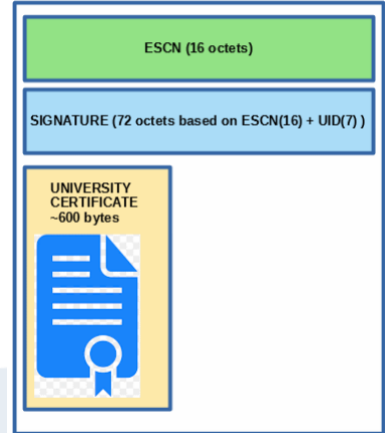 ESCN (16 octets)
SIGNATURE (72 octets based on ESCN(16) + UID(7) )
UNIVERSITY
CERTIFICATE
~600 bytes